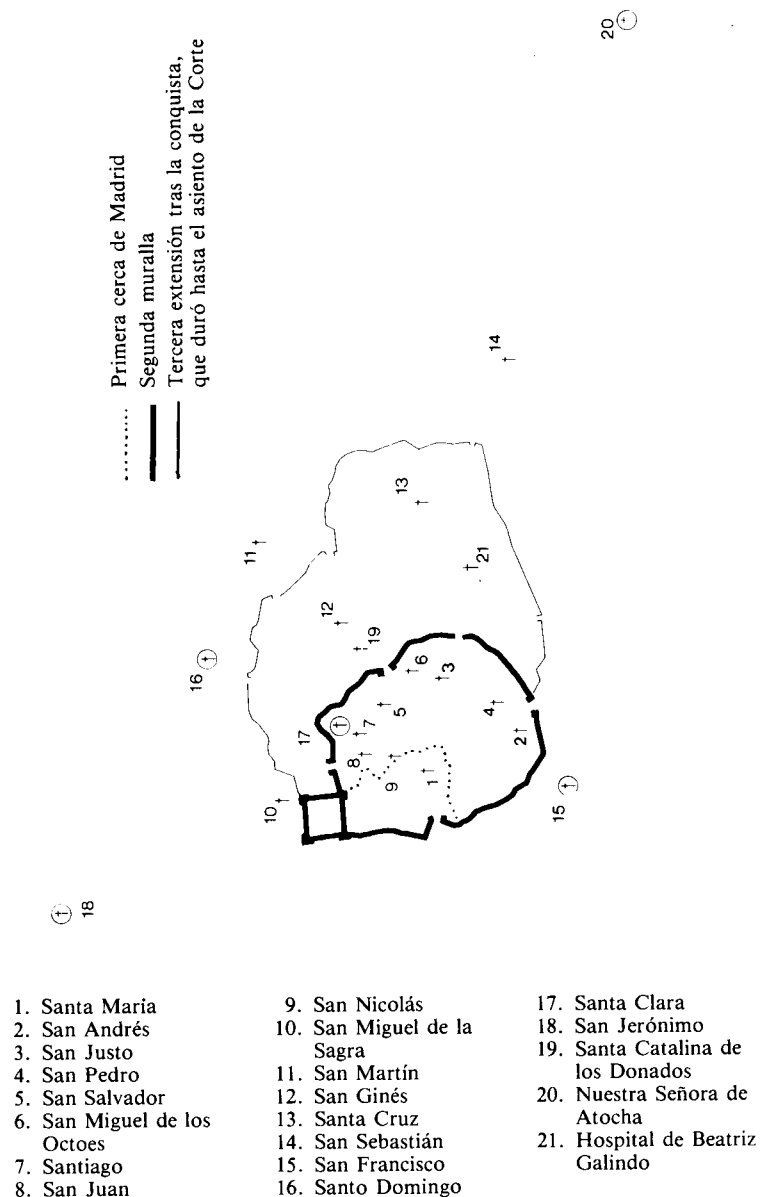 Primera cerca de Madrid
Segunda muralla
Tercera extensión tras la conquista,
que duró hasta el asiento de la Corte
20
14
13
11
21
12
19
16
6
3
17
7
5
4
8
2
9
1
10
15
18
1. Santa María
2. San Andrés
3. San Justo
4. San Pedro
5. San Salvador
6. San Miguel de los
Octoes
7. Santiago
8. San Juan
9. San Nicolás
10. San Miguel de la
Sagra
11. San Martín
12. San Ginés
13. Santa Cruz
14. San Sebastián
15. San Francisco
16. Santo Domingo
17. Santa Clara
18. San Jerónimo
19. Santa Catalina de
los Donados
20. Nuestra Señora de
Atocha
21. Hospital de Beatriz
Galindo